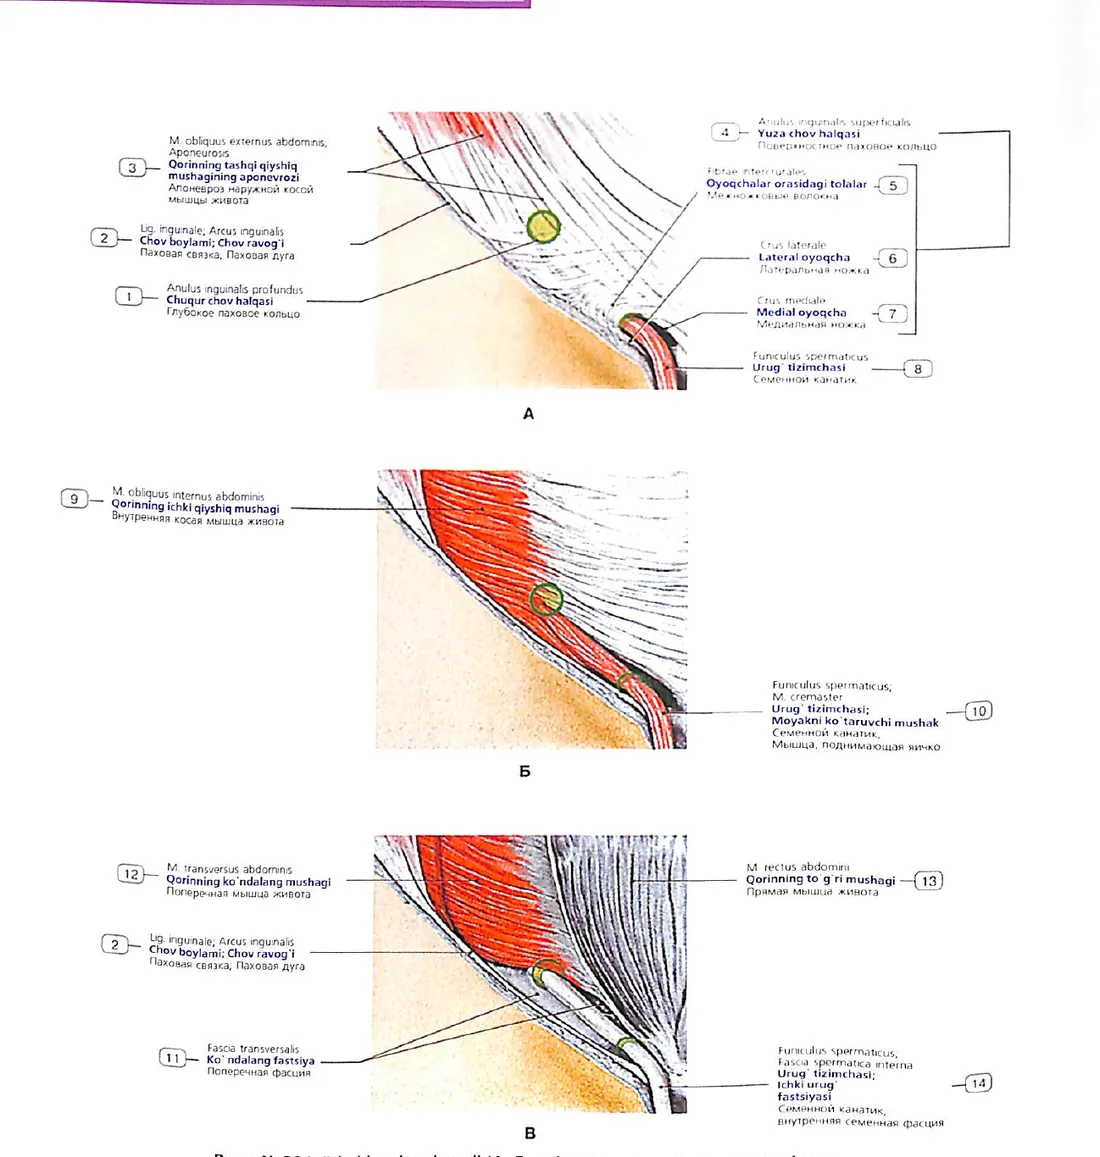 M. obliquus externus abdominis,
Aponeurosis
3
Qorinning tashqi qiyshiq
mushagining aponevrozi
Апоневроз наружной косой
мышцы живота
Lig. inguinale; Arcus inguinalis
2
Chov boylami; Chov ravog'i
Паховая связка, Паховая дуга
Anulus inguinalis profundus
1
Chuqur chov halqasi
Глубокое паховое кольцо
Anulus inguinalis superficialis
4
Yuza chov halqasi
Поверхностное паховое кольцо
Fibrae intercrurales
Oyoqchalar orasidagi tolalar
5
Межножковые волокна
Crus laterale
Lateral oyoqcha
6
Латеральная ножка
Crus mediale
Medial oyoqcha
7
Медиальная ножка
Funiculus spermaticus
Urug' tizimchasi
8
Семенной канатик
А
M. obliquus internus abdominis
9
Qorinning ichki qiyshiq mushagi
Внутренняя косая мышца живота
Funiculus spermaticus;
M. cremaster
Urug' tizimchasi;
10
Moyakni ko'taruvchi mushak
Семенной канатик,
Мышца, поднимающая яичко
Б
M. transversus abdominis
12
Qorinning ko'ndalang mushagi
Поперечная мышца живота
Lig. inguinale; Arcus inguinalis
2
Chov boylami; Chov ravog'i
Паховая связка; Паховая дуга
Fascia transversalis
11
Ko'ndalang fastsiya
Поперечная фасция
M. rectus abdomini
Qorinning to'g'ri mushagi
13
Прямая мышца живота
Funiculus spermaticus;
Fascia spermatica interna
Urug' tizimchasi;
Ichki urug'
14
fastsiyasi
Семенной канатик,
внутренняя семенная фасция
В